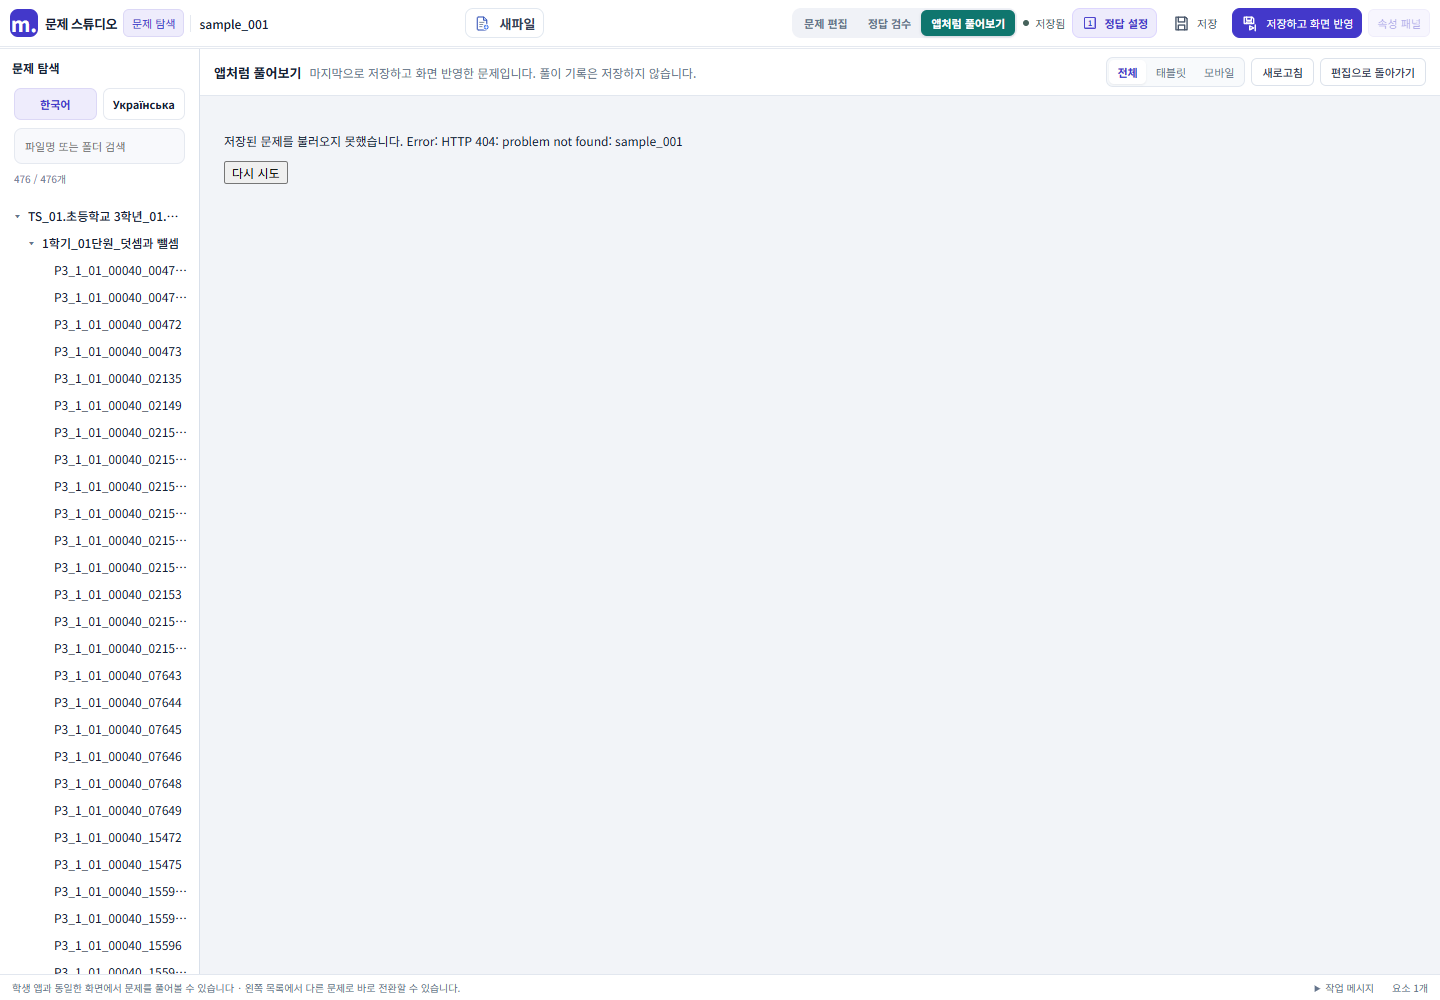 m. 문제 스튜디오 문제 탐색 sample_001 새파일 문제 편집 정답 검수 앱처럼 풀어보기 저장됨 정답 설정 저장 저장하고 화면 반영 속성 패널
문제 탐색
한국어 Українська
파일명 또는 폴더 검색
476 / 476개
TS_01.초등학교 3학년_01.…
1학기_01단원_덧셈과 뺄셈
P3_1_01_00040_0047…
P3_1_01_00040_0047…
P3_1_01_00040_00472
P3_1_01_00040_00473
P3_1_01_00040_02135
P3_1_01_00040_02149
P3_1_01_00040_0215…
P3_1_01_00040_0215…
P3_1_01_00040_0215…
P3_1_01_00040_0215…
P3_1_01_00040_0215…
P3_1_01_00040_0215…
P3_1_01_00040_02153
P3_1_01_00040_0215…
P3_1_01_00040_0215…
P3_1_01_00040_07643
P3_1_01_00040_07644
P3_1_01_00040_07645
P3_1_01_00040_07646
P3_1_01_00040_07648
P3_1_01_00040_07649
P3_1_01_00040_15472
P3_1_01_00040_15475
P3_1_01_00040_1559…
P3_1_01_00040_1559…
P3_1_01_00040_15596
P3_1_01_00040_1559…
앱처럼 풀어보기 마지막으로 저장하고 화면 반영한 문제입니다. 풀이 기록은 저장하지 않습니다. 전체 태블릿 모바일 새로고침 편집으로 돌아가기
저장된 문제를 불러오지 못했습니다. Error: HTTP 404: problem not found: sample_001
다시 시도
학생 앱과 동일한 화면에서 문제를 풀어볼 수 있습니다 · 왼쪽 목록에서 다른 문제로 바로 전환할 수 있습니다. ▶ 작업 메시지 요소 1개